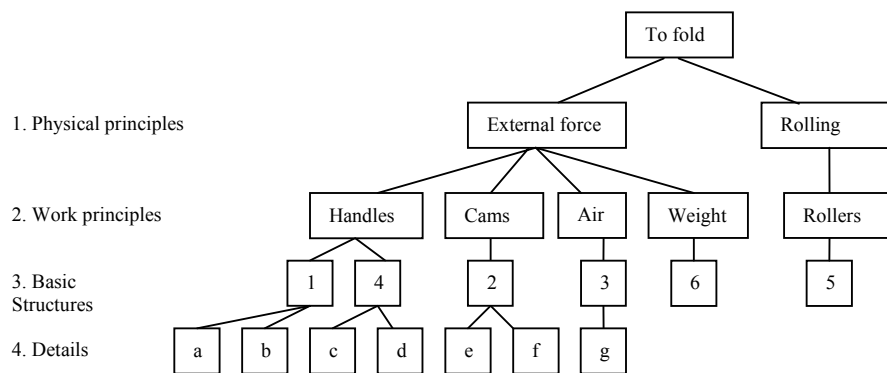 To fold
1. Physical principles
External force
Rolling
2. Work principles
Handles
Cams
Air
Weight
Rollers
3. Basic
Structures
1
4
2
3
6
5
4. Details
a
b
c
d
e
f
g